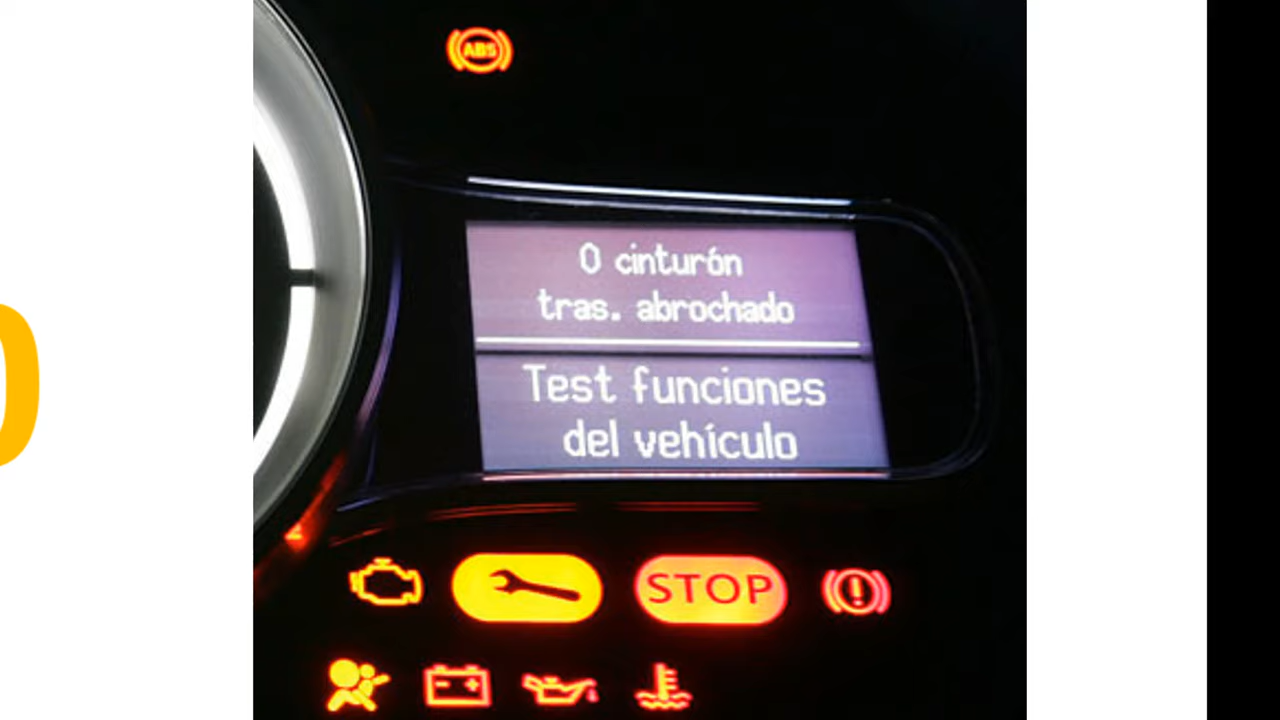 ABS
0 cinturón
tras. abrochado
Test funciones
del vehículo
STOP